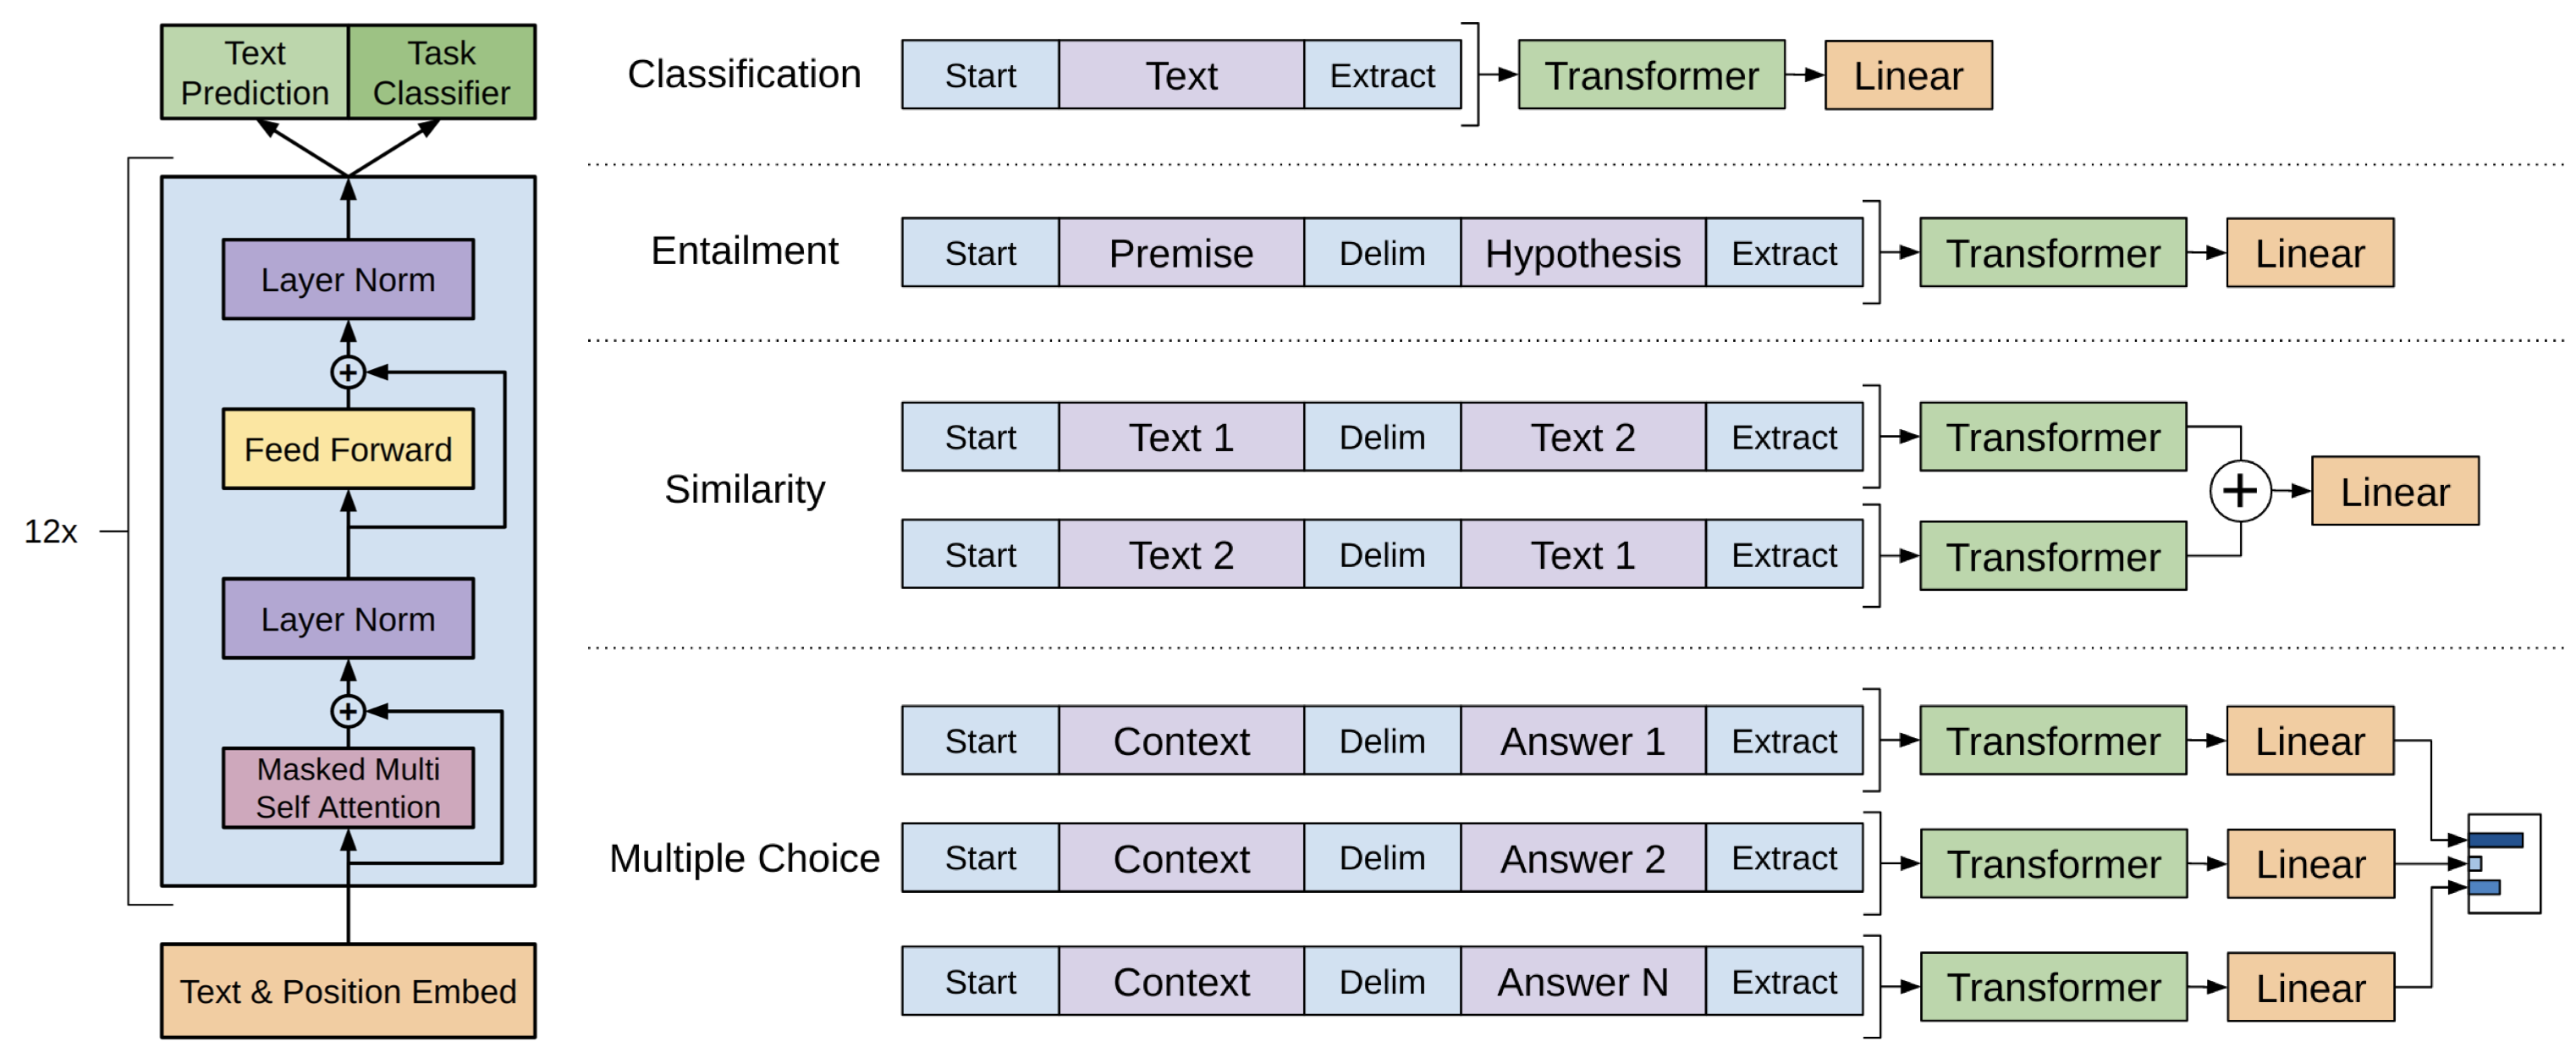 Text
Prediction
Task
Classifier
12x
Layer Norm
+
Feed Forward
Layer Norm
+
Masked Multi
Self Attention
Text & Position Embed
Classification
Start Text Extract Transformer Linear
Entailment
Start Premise Delim Hypothesis Extract Transformer Linear
Similarity
Start Text 1 Delim Text 2 Extract Transformer
Start Text 2 Delim Text 1 Extract Transformer
+
Linear
Multiple Choice
Start Context Delim Answer 1 Extract Transformer Linear
Start Context Delim Answer 2 Extract Transformer Linear
Start Context Delim Answer N Extract Transformer Linear